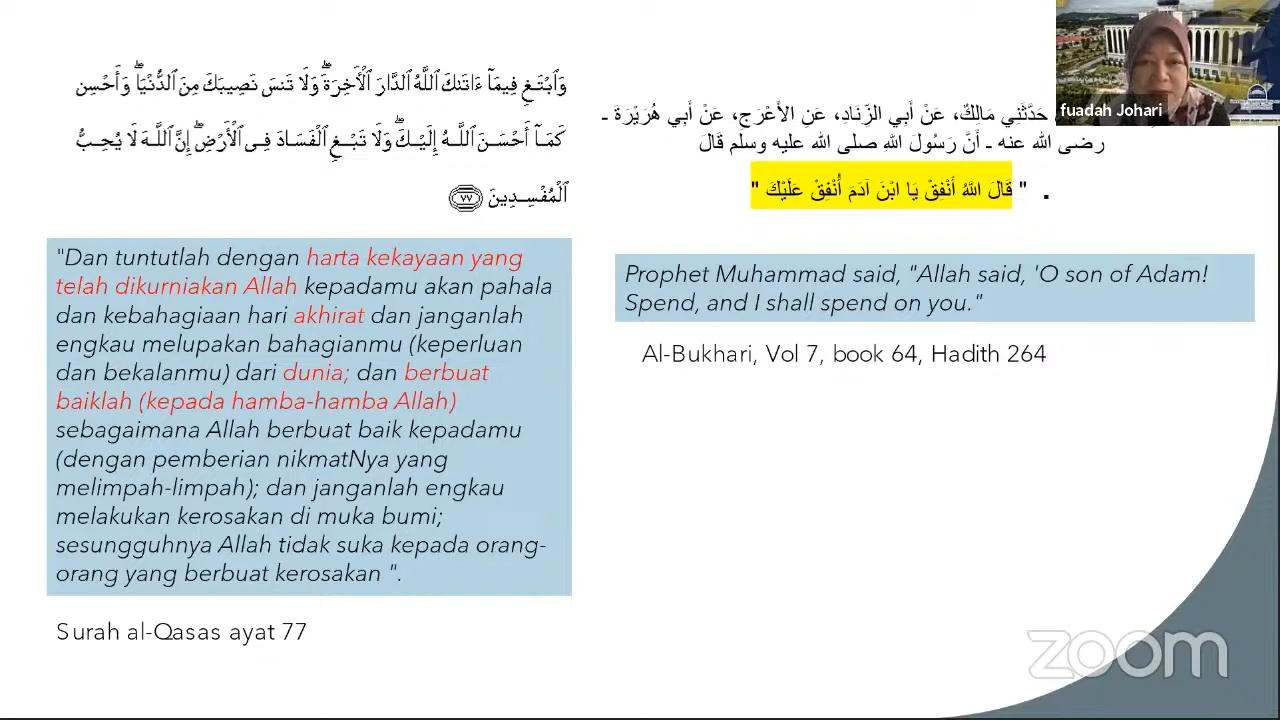 وَٱبْتَغِ فِيمَآ ءَاتَىٰكَ ٱللَّهُ ٱلدَّارَ ٱلْـَٔاخِرَةَ ۖ وَلَا تَنسَ نَصِيبَكَ مِنَ ٱلدُّنْيَا ۖ وَأَحْسِن
كَمَآ أَحْسَنَ ٱللَّهُ إِلَيْكَ ۖ وَلَا تَبْغِ ٱلْفَسَادَ فِى ٱلْأَرْضِ ۖ إِنَّ ٱللَّهَ لَا يُحِبُّ
ٱلْمُفْسِدِينَ ٧٧
"Dan tuntutlah dengan harta kekayaan yang
telah dikurniakan Allah kepadamu akan pahala
dan kebahagiaan hari akhirat dan janganlah
engkau melupakan bahagianmu (keperluan
dan bekalanmu) dari dunia; dan berbuat
baiklah (kepada hamba-hamba Allah)
sebagaimana Allah berbuat baik kepadamu
(dengan pemberian nikmatNya yang
melimpah-limpah); dan janganlah engkau
melakukan kerosakan di muka bumi;
sesungguhnya Allah tidak suka kepada orang-
orang yang berbuat kerosakan ".
Surah al-Qasas ayat 77
حَدَّثَنِي مَالِكٌ، عَنْ أَبِي الزِّنَادِ، عَنِ الأَعْرَجِ، عَنْ أَبِي هُرَيْرَةَ ـ
رضى الله عنه ـ أَنَّ رَسُولَ اللهِ صلى الله عليه وسلم قَالَ
" قَالَ اللَّهُ أَنْفِقْ يَا ابْنَ آدَمَ أُنْفِقْ عَلَيْكَ "
Prophet Muhammad said, "Allah said, 'O son of Adam!
Spend, and I shall spend on you."
Al-Bukhari, Vol 7, book 64, Hadith 264
fuadah Johari
zoom